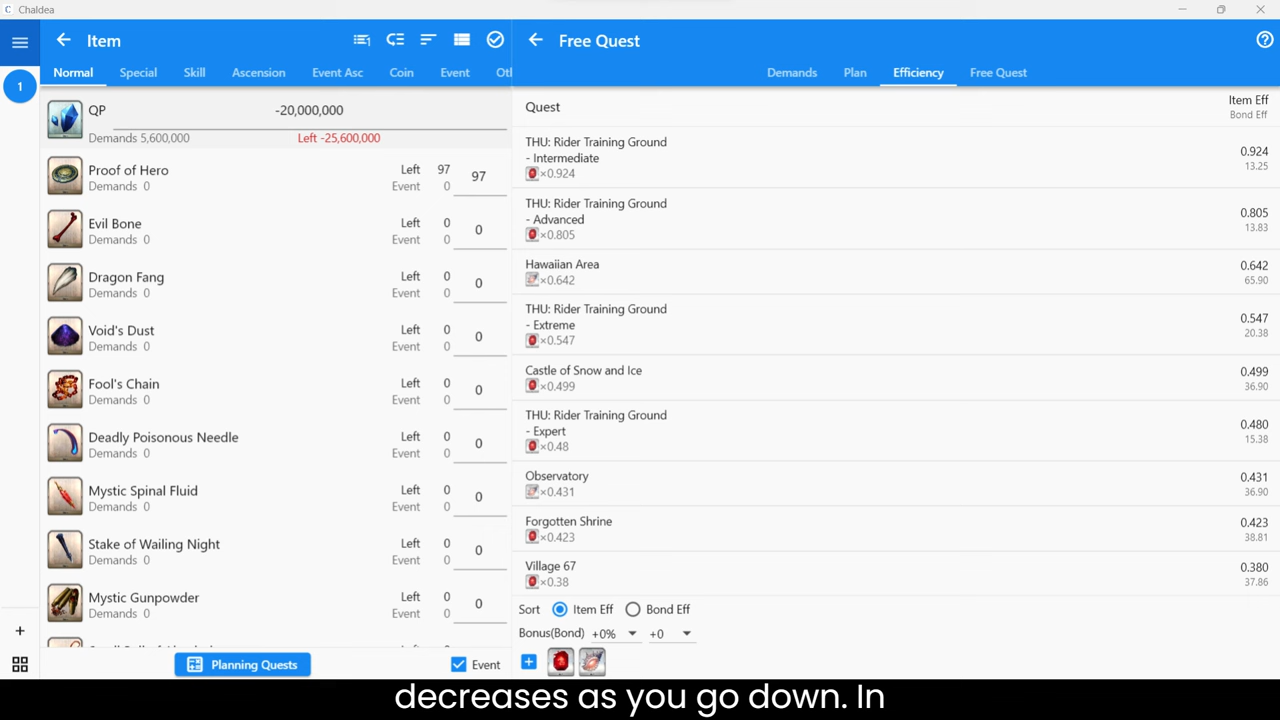 Chaldea
Item
Normal Special Skill Ascension Event Asc Coin Event Otl
1
QP -20,000,000
Demands 5,600,000 Left -25,600,000
Proof of Hero Left 97 97
Demands 0 Event 0
Evil Bone Left 0 0
Demands 0 Event 0
Dragon Fang Left 0 0
Demands 0 Event 0
Void's Dust Left 0 0
Demands 0 Event 0
Fool's Chain Left 0 0
Demands 0 Event 0
Deadly Poisonous Needle Left 0 0
Demands 0 Event 0
Mystic Spinal Fluid Left 0 0
Demands 0 Event 0
Stake of Wailing Night Left 0 0
Demands 0 Event 0
Mystic Gunpowder Left 0 0
Demands 0 Event 0
Planning Quests Event
Free Quest
Demands Plan Efficiency Free Quest
Quest Item Eff
Bond Eff
THU: Rider Training Ground
- Intermediate 0.924
×0.924 13.25
THU: Rider Training Ground
- Advanced 0.805
×0.805 13.83
Hawaiian Area 0.642
×0.642 65.90
THU: Rider Training Ground
- Extreme 0.547
×0.547 20.38
Castle of Snow and Ice 0.499
×0.499 36.90
THU: Rider Training Ground
- Expert 0.480
×0.48 15.38
Observatory 0.431
×0.431 36.90
Forgotten Shrine 0.423
×0.423 38.81
Village 67 0.380
×0.38 37.86
Sort Item Eff Bond Eff
Bonus(Bond) +0% +0
decreases as you go down. In